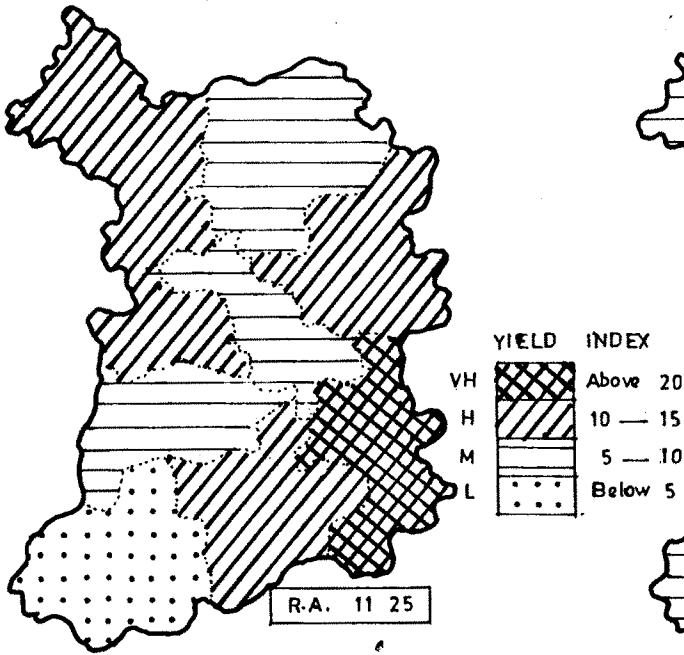 YIELD INDEX
VH Above 20
H 10 — 15
M 5 — 10
L Below 5
R.A. 11 25